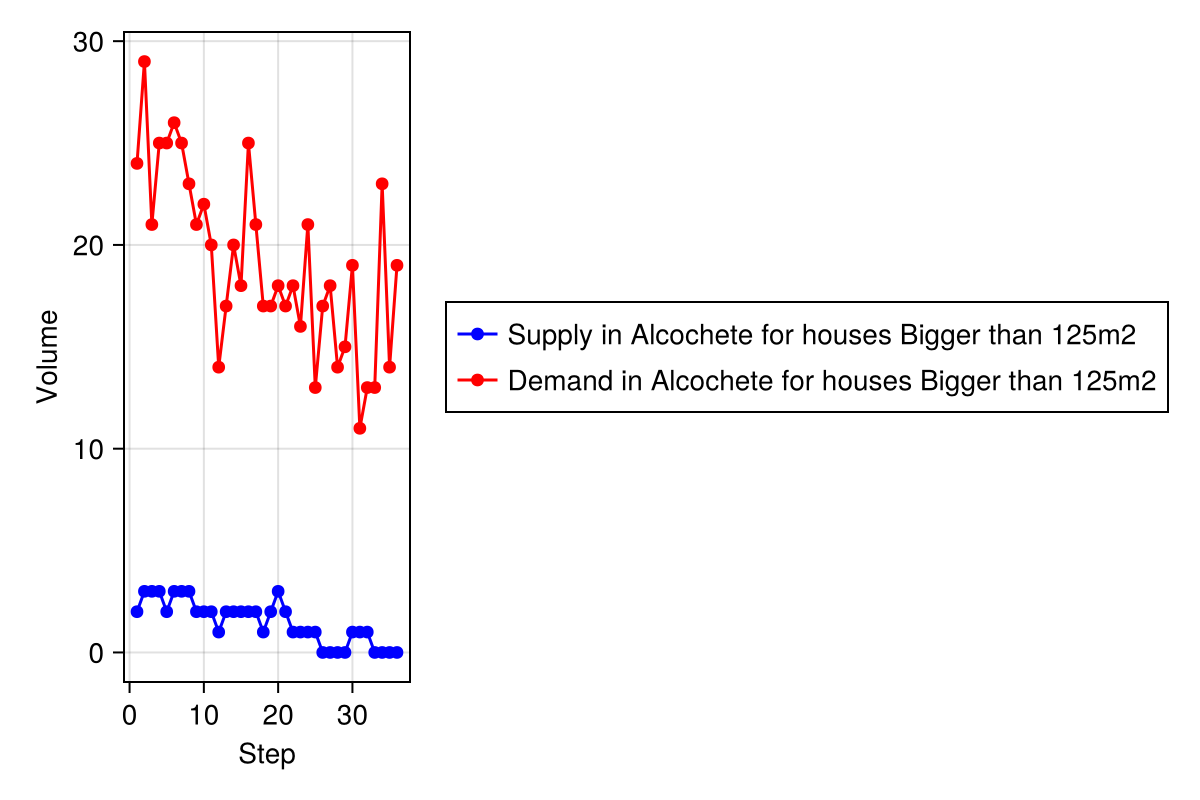 30
20
10
0
Volume
0 10 20 30
Step
Supply in Alcochete for houses Bigger than 125m2
Demand in Alcochete for houses Bigger than 125m2